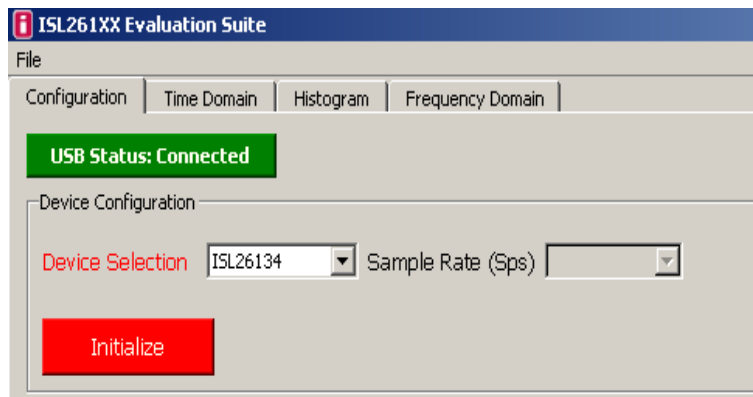 ISL261XX Evaluation Suite
File
Configuration Time Domain Histogram Frequency Domain
USB Status: Connected
Device Configuration
Device Selection ISL26134 Sample Rate (Sps)
Initialize